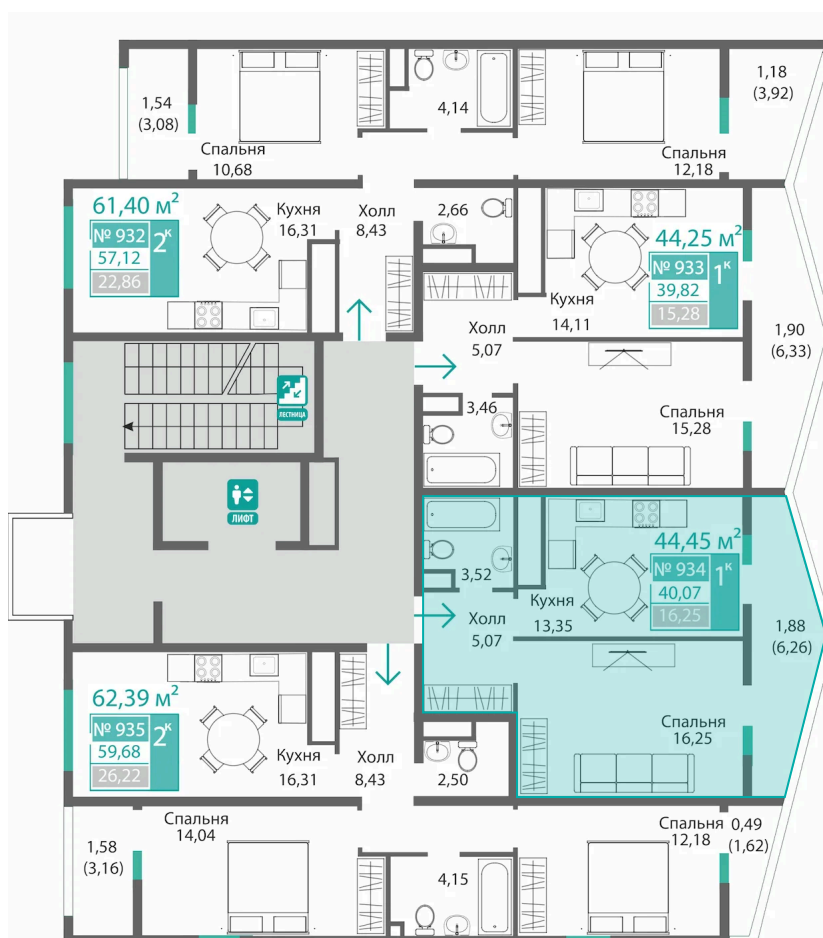 1,54
(3,08)
Спальня
10,68
4,14
Спальня
12,18
1,18
(3,92)
61,40 м²
№ 932
2к
57,12
22,86
Кухня
16,31
Холл
8,43
2,66
44,25 м²
№ 933
1к
39,82
15,28
Кухня
14,11
Холл
5,07
1,90
(6,33)
3,46
Спальня
15,28
ЛЕСТНИЦА
ЛИФТ
44,45 м²
№ 934
1к
40,07
16,25
3,52
Кухня
13,35
Холл
5,07
1,88
(6,26)
Спальня
16,25
62,39 м²
№ 935
2к
59,68
26,22
Кухня
16,31
Холл
8,43
2,50
Спальня
14,04
1,58
(3,16)
4,15
Спальня
12,18
0,49
(1,62)